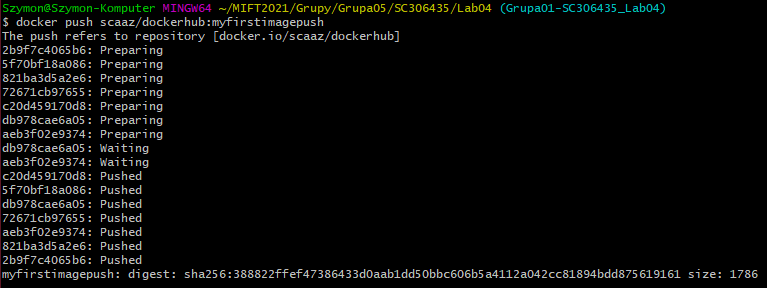 Szymon@Szymon-Komputer MINGW64 ~/MIFT2021/Grupy/Grupa05/SC306435/Lab04 (Grupa01-SC306435_Lab04)
$ docker push scaaz/dockerhub:myfirstimagepush
The push refers to repository [docker.io/scaaz/dockerhub]
2b9f7c4065b6: Preparing
5f70bf18a086: Preparing
821ba3d5a2e6: Preparing
72671cb97655: Preparing
c20d459170d8: Preparing
db978cae6a05: Preparing
aeb3f02e9374: Preparing
db978cae6a05: Waiting
aeb3f02e9374: Waiting
c20d459170d8: Pushed
5f70bf18a086: Pushed
db978cae6a05: Pushed
72671cb97655: Pushed
aeb3f02e9374: Pushed
821ba3d5a2e6: Pushed
2b9f7c4065b6: Pushed
myfirstimagepush: digest: sha256:388822ffef47386433d0aab1dd50bbc606b5a4112a042cc81894bdd875619161 size: 1786